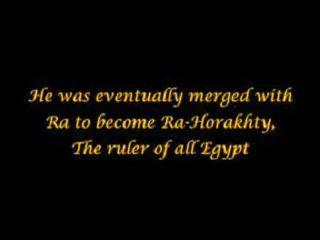 He was eventually merged with
Ra to become Ra-Horakhty,
The ruler of all Egypt